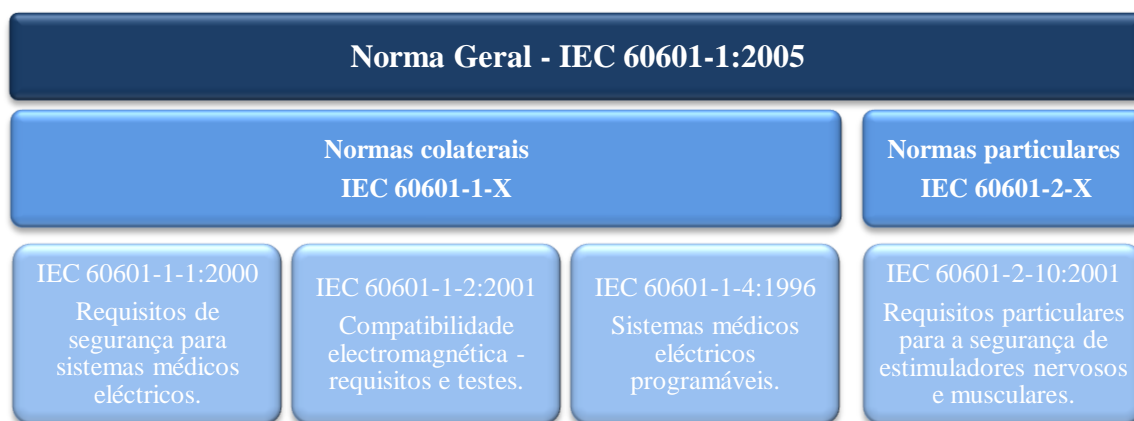 Norma Geral - IEC 60601-1:2005
Normas colaterais
IEC 60601-1-X
Normas particulares
IEC 60601-2-X
IEC 60601-1-1:2000
Requisitos de
segurança para
sistemas médicos
eléctricos.
IEC 60601-1-2:2001
Compatibilidade
electromagnética -
requisitos e testes.
IEC 60601-1-4:1996
Sistemas médicos
eléctricos
programáveis.
IEC 60601-2-10:2001
Requisitos particulares
para a segurança de
estimuladores nervosos
e musculares.